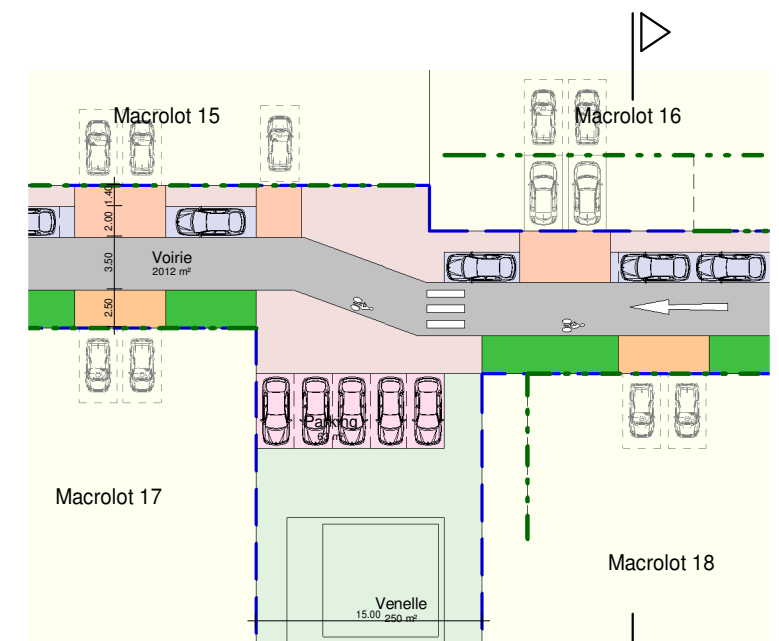 Macrolot 15
Macrolot 16
1.40
2.00
3.50
2.50
Voirie
2012 m²
Parking
Macrolot 17
Macrolot 18
Venelle
15.00
250 m²